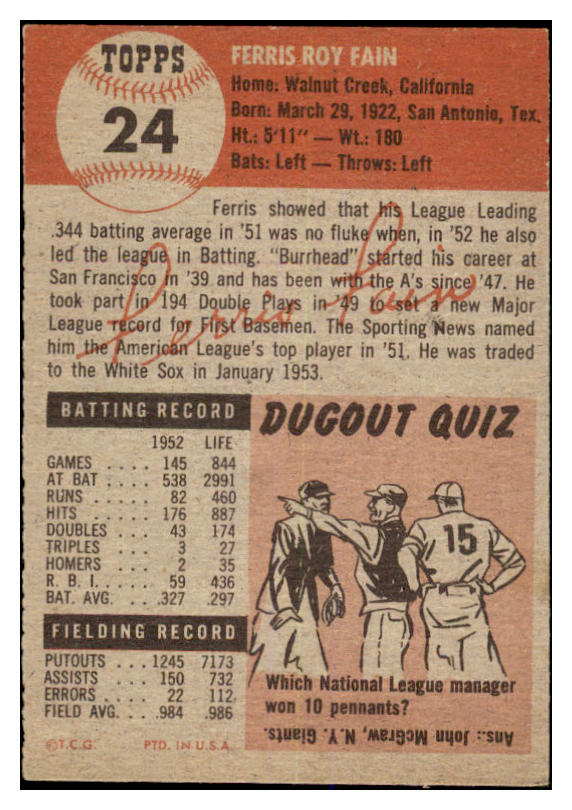 TOPPS
24
FERRIS ROY FAIN
Home: Walnut Creek, California
Born: March 29, 1922, San Antonio, Tex.
Ht.: 5'11" — Wt.: 180
Bats: Left — Throws: Left
Ferris showed that his League Leading
.344 batting average in '51 was no fluke when, in '52 he also
led the league in Batting. "Burrhead" started his career at
San Francisco in '39 and has been with the A's since '47. He
took part in 194 Double Plays in '49 to set a new Major
League record for First Basemen. The Sporting News named
him the American League's top player in '51. He was traded
to the White Sox in January 1953.
Ferris Fain
BATTING RECORD
1952 LIFE
GAMES .... 145 844
AT BAT .... 538 2991
RUNS ..... 82 460
HITS ..... 176 887
DOUBLES ... 43 174
TRIPLES ... 3 27
HOMERS ... 2 35
R. B. I...... 59 436
BAT. AVG. ... .327 .297
FIELDING RECORD
PUTOUTS ... 1245 7173
ASSISTS .... 150 732
ERRORS .... 22 112
FIELD AVG. ... .984 .986
©T.C.G. PTD. IN U.S.A.
DUGOUT QUIZ
15
Which National League manager
won 10 pennants?
Ans.: John McGraw, N.Y. Giants.